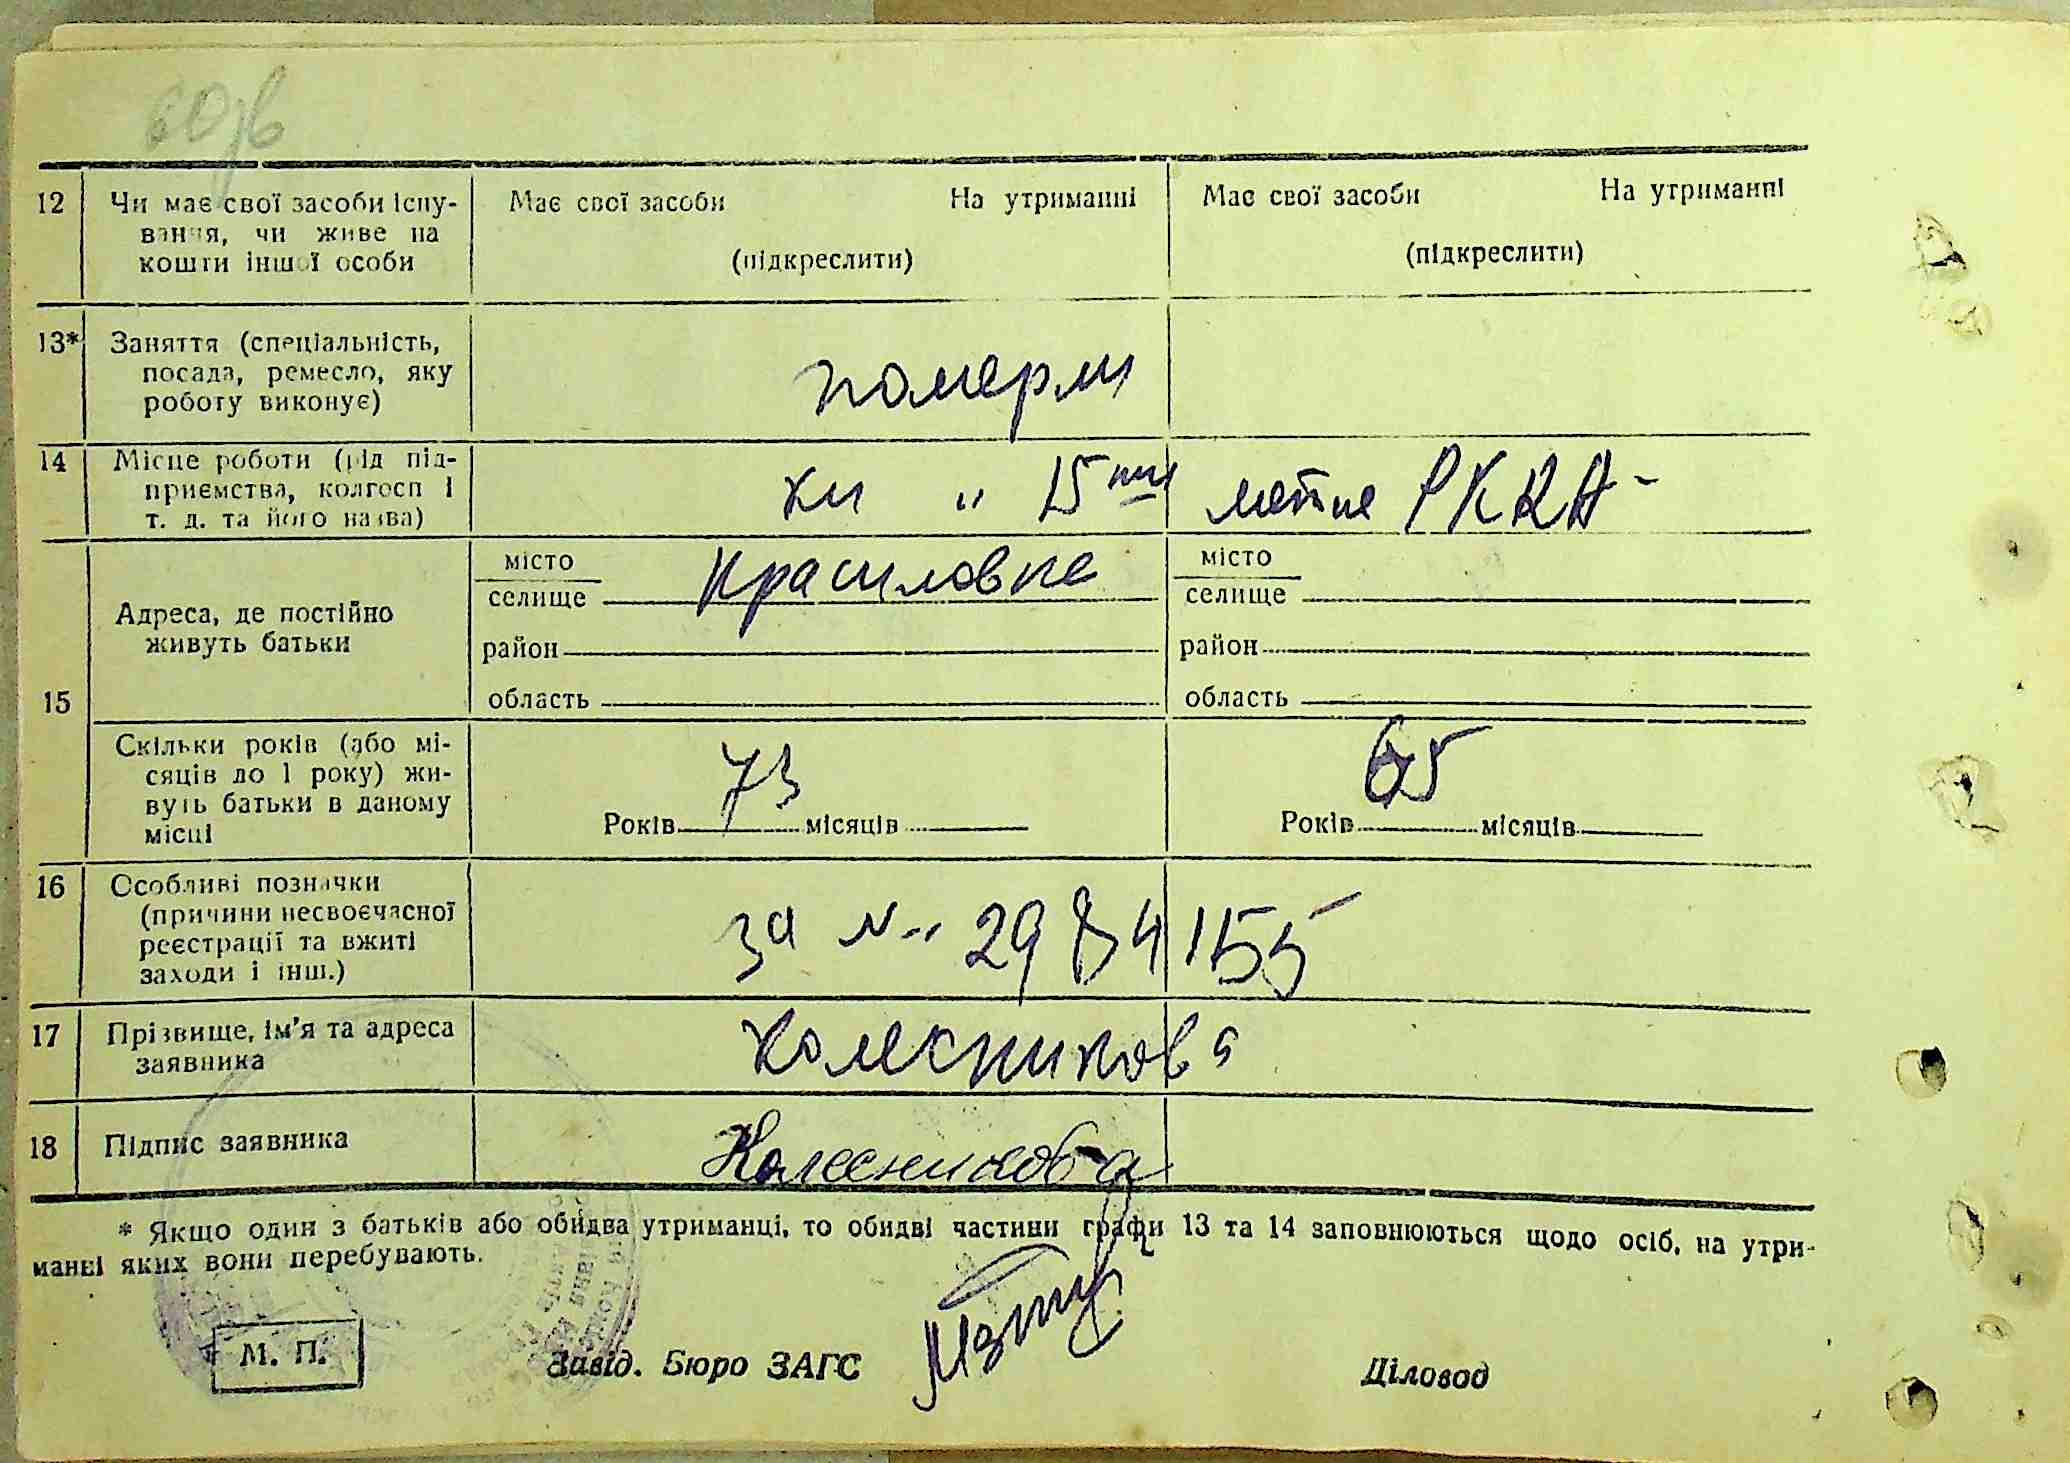 60 зв
12 Чи має свої засоби існу- Має свої засоби На утриманні Має свої засоби На утриманні
вання, чи живе на
кошти іншої особи (підкреслити) (підкреслити)
13* Заняття (спеціальність,
посада, ремесло, яку померли
роботу виконує)
14 Місце роботи (рід під-
приємства, колгосп і к-п „ 15 РККА
т. д. та його назва)
15 Адреса, де постійно живуть батьки
місто місто
селище Красиловке селище
район район
область область
Скільки років (або мі-
сяців до 1 року) жи-
вуть батьки в даному
місці Років 73 місяців Років 65 місяців
16 Особливі позначки
(причини несвоєчасної
реєстрації та вжиті за № 2984155
заходи і інш.)
17 Прізвище, ім'я та адреса Колесникова
заявника
18 Підпис заявника Колесникова
* Якщо один з батьків або обидва утриманці, то обидві частини графи 13 та 14 заповнюються щодо осіб, на утри-
манні яких вони перебувають.
М. П. Завід. Бюро ЗАГС Діловод